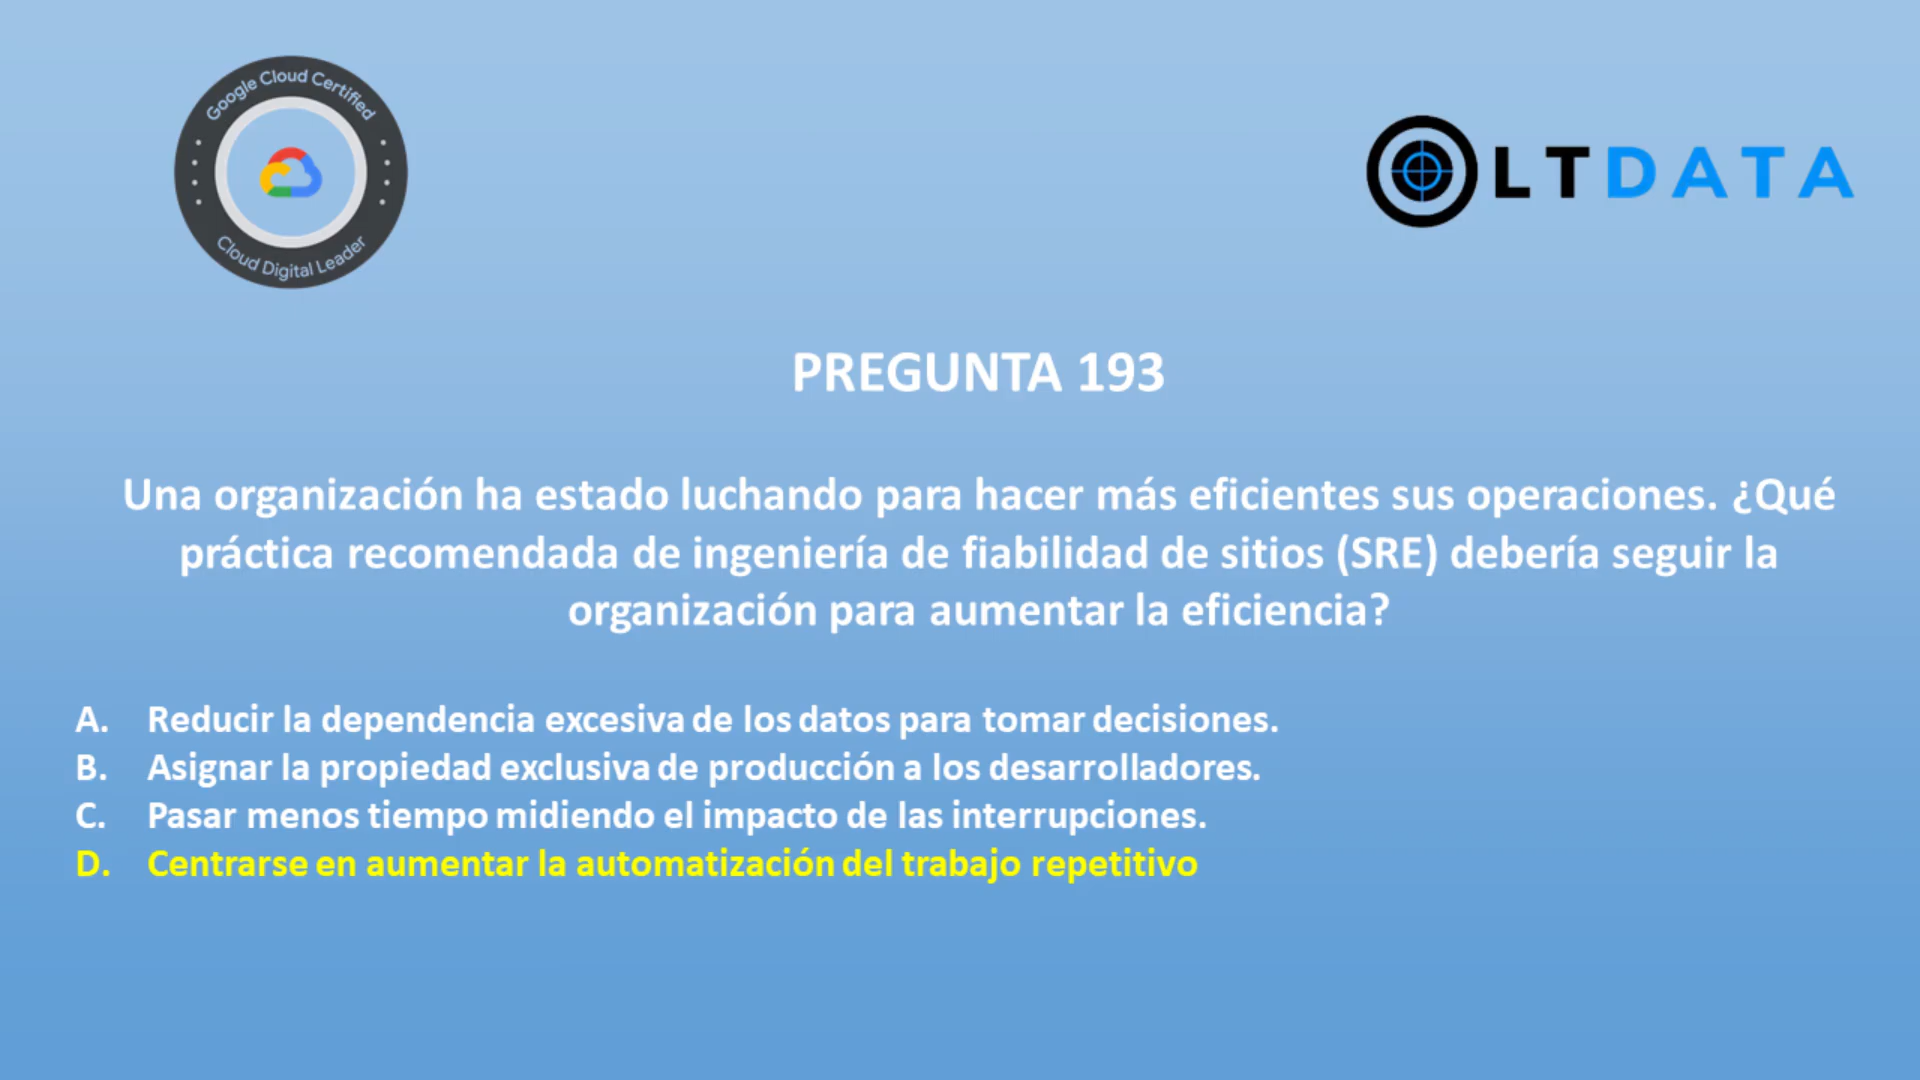 Google Cloud Certified
Cloud Digital Leader
LTDATA
PREGUNTA 193
Una organización ha estado luchando para hacer más eficientes sus operaciones. ¿Qué
práctica recomendada de ingeniería de fiabilidad de sitios (SRE) debería seguir la
organización para aumentar la eficiencia?
A. Reducir la dependencia excesiva de los datos para tomar decisiones.
B. Asignar la propiedad exclusiva de producción a los desarrolladores.
C. Pasar menos tiempo midiendo el impacto de las interrupciones.
D. Centrarse en aumentar la automatización del trabajo repetitivo